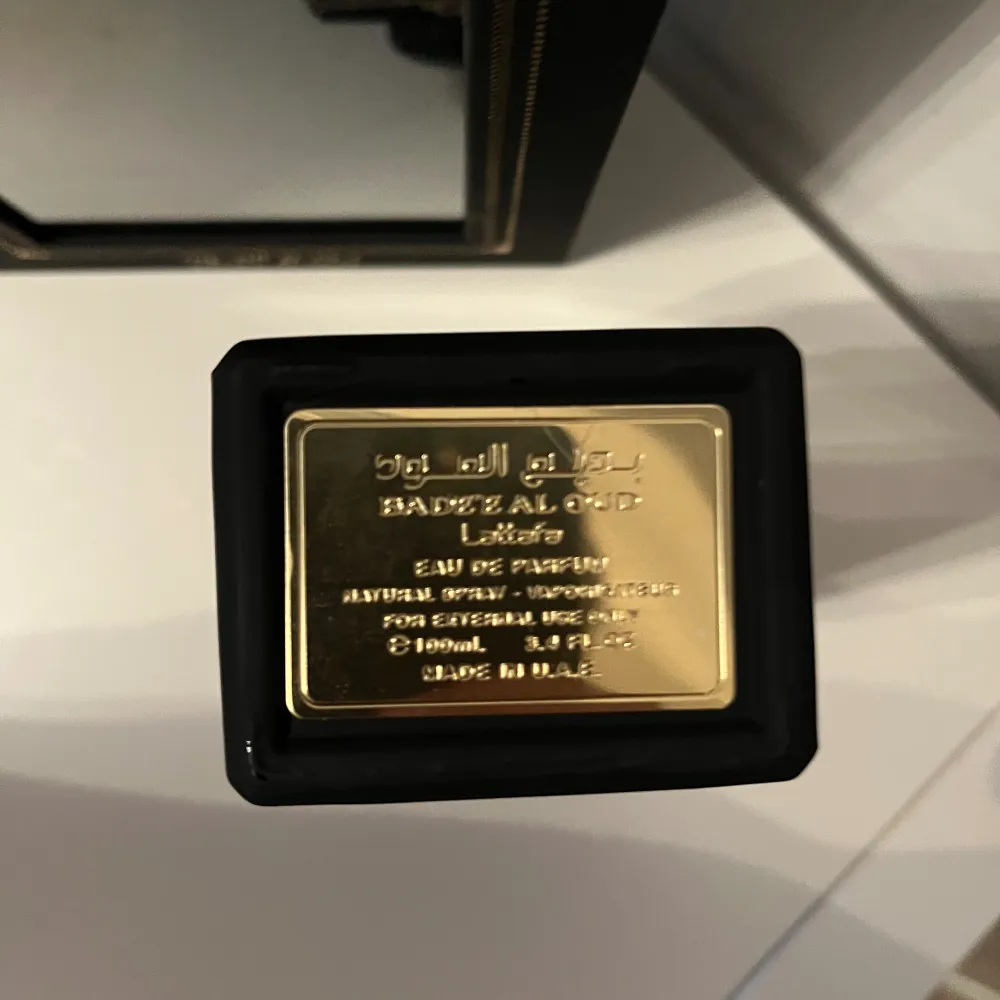 بديع العود
BADE'E AL OUD
Lattafa
EAU DE PARFUM
NATURAL SPRAY - VAPORISATEUR
FOR EXTERNAL USE ONLY
℮ 100mL 3.4 FL.OZ
MADE IN U.A.E.